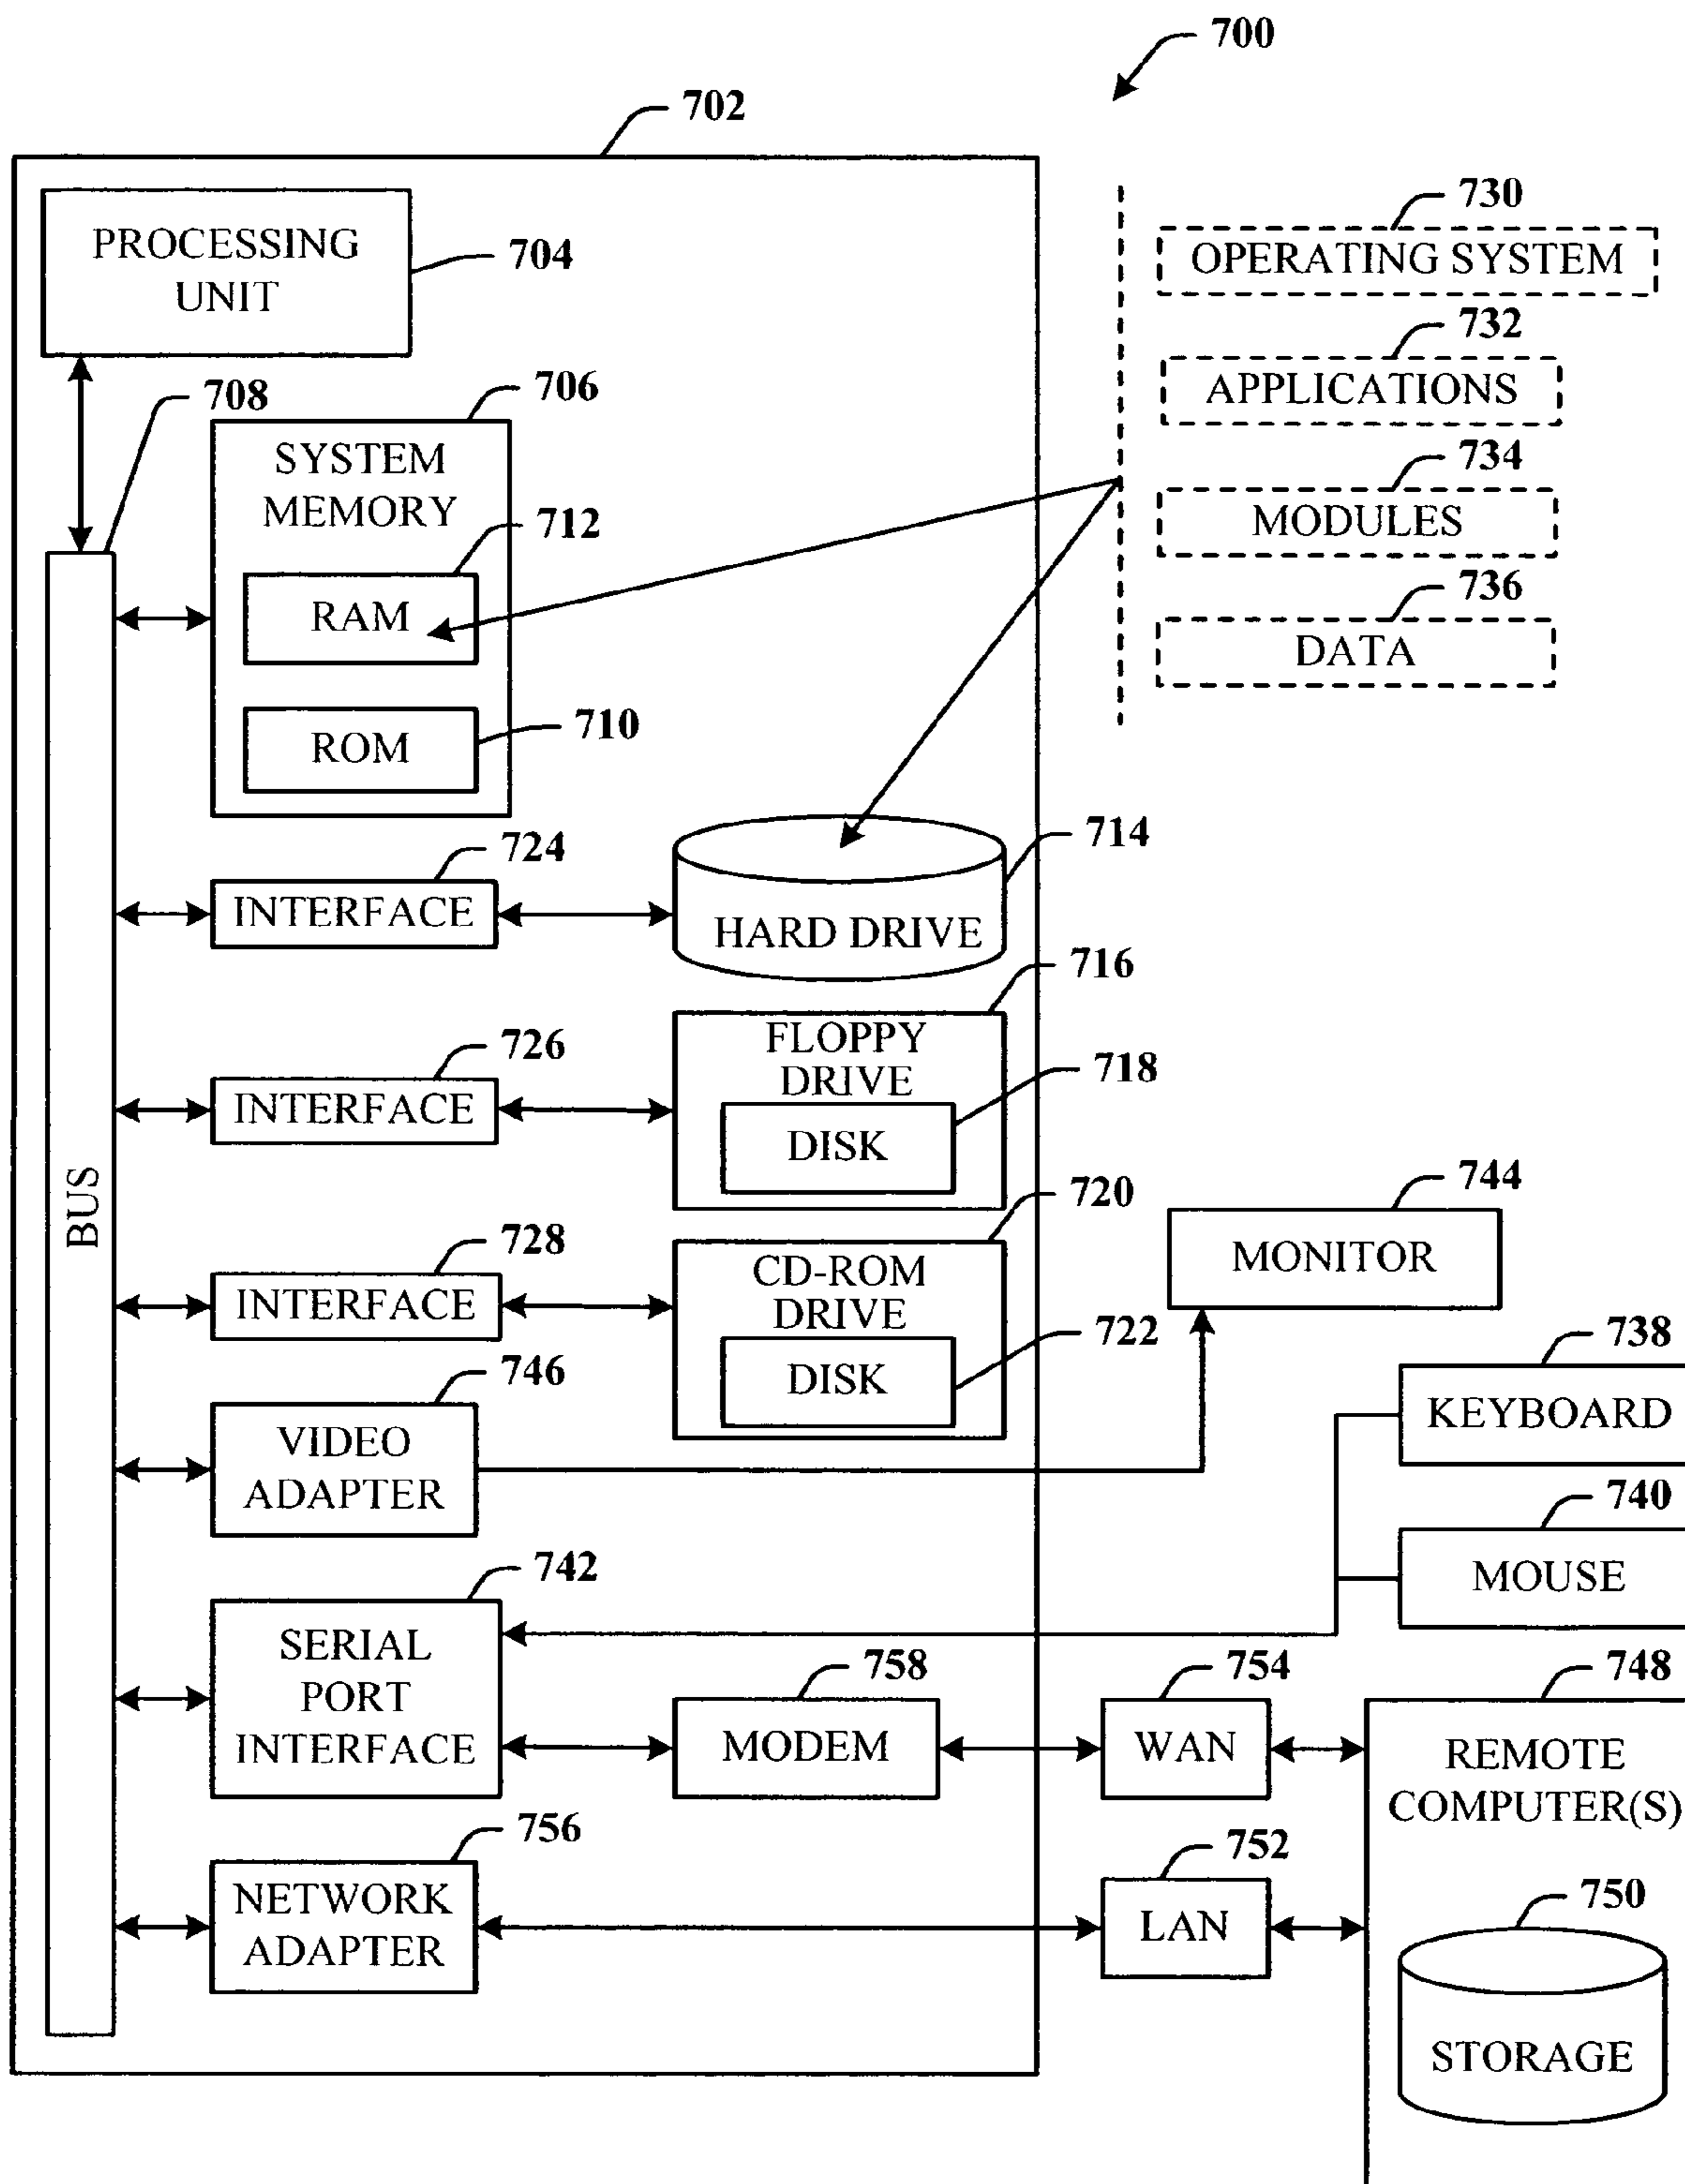 700
702
PROCESSING
UNIT
704
730
OPERATING SYSTEM
732
APPLICATIONS
734
MODULES
736
DATA
708
706
SYSTEM
MEMORY
712
RAM
710
ROM
724
INTERFACE
714
HARD DRIVE
716
FLOPPY
DRIVE
718
DISK
726
INTERFACE
BUS
720
CD-ROM
DRIVE
722
DISK
728
INTERFACE
744
MONITOR
738
KEYBOARD
746
VIDEO
ADAPTER
740
MOUSE
742
SERIAL
PORT
INTERFACE
758
MODEM
754
WAN
748
REMOTE
COMPUTER(S)
756
NETWORK
ADAPTER
752
LAN
750
STORAGE